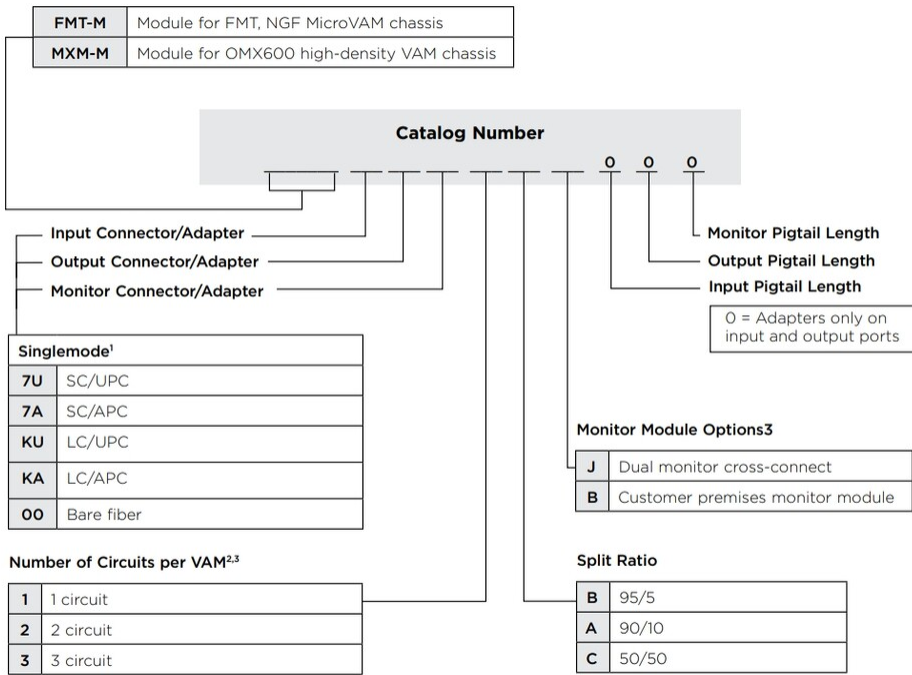 FMT-M Module for FMT, NGF MicroVAM chassis
MXM-M Module for OMX600 high-density VAM chassis
Catalog Number
0 0 0
Input Connector/Adapter
Output Connector/Adapter
Monitor Connector/Adapter
Monitor Pigtail Length
Output Pigtail Length
Input Pigtail Length
0 = Adapters only on
input and output ports
Singlemode¹
7U SC/UPC
7A SC/APC
KU LC/UPC
KA LC/APC
00 Bare fiber
Monitor Module Options3
J Dual monitor cross-connect
B Customer premises monitor module
Number of Circuits per VAM²,³
1 1 circuit
2 2 circuit
3 3 circuit
Split Ratio
B 95/5
A 90/10
C 50/50